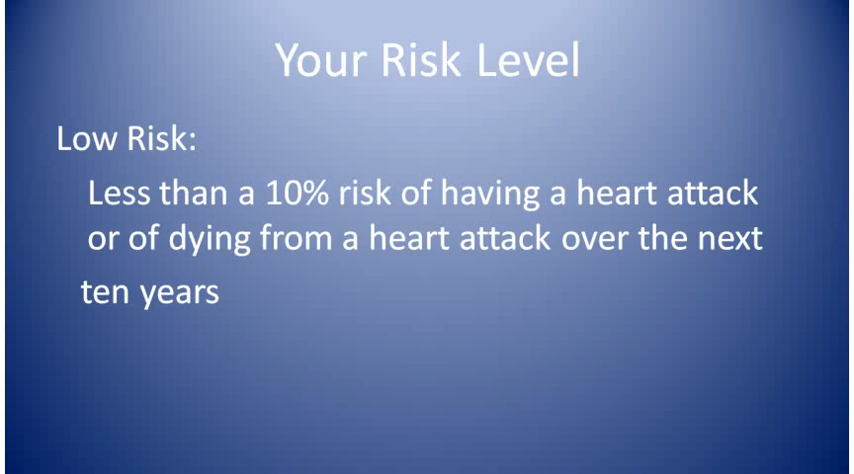 Your Risk Level
Low Risk:
Less than a 10% risk of having a heart attack
or of dying from a heart attack over the next
ten years